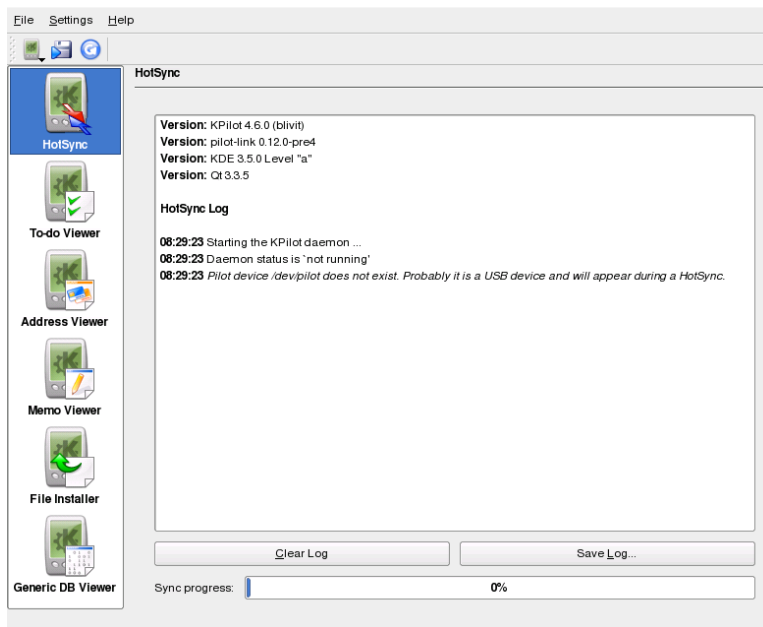 File Settings Help
HotSync
HotSync
To-do Viewer
Address Viewer
Memo Viewer
File Installer
Generic DB Viewer
Version: KPilot 4.6.0 (blivit)
Version: pilot-link 0.12.0-pre4
Version: KDE 3.5.0 Level "a"
Version: Qt 3.3.5
HotSync Log
08:29:23 Starting the KPilot daemon ...
08:29:23 Daemon status is `not running'
08:29:23 Pilot device /dev/pilot does not exist. Probably it is a USB device and will appear during a HotSync.
Clear Log
Save Log...
Sync progress: 0%